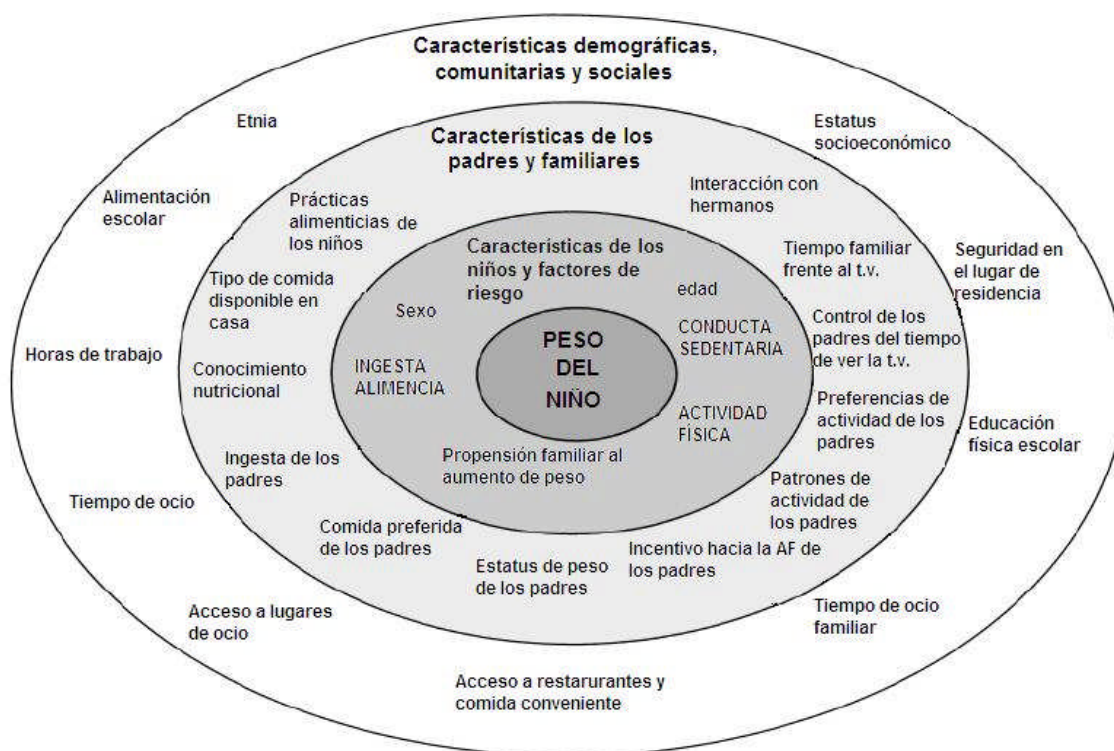 Características demográficas,
comunitarias y sociales
Etnia
Estatus
socioeconómico
Alimentación
escolar
Seguridad en
el lugar de
residencia
Horas de trabajo
Educación
física escolar
Tiempo de ocio
Acceso a lugares
de ocio
Tiempo de ocio
familiar
Acceso a restarurantes y
comida conveniente
Características de los
padres y familiares
Interacción con
hermanos
Prácticas
alimenticias de
los niños
Tiempo familiar
frente al t.v.
Tipo de comida
disponible en
casa
Control de los
padres del tiempo
de ver la t.v.
Conocimiento
nutricional
Preferencias de
actividad de los
padres
Ingesta de los
padres
Patrones de
actividad de
los padres
Comida preferida
de los padres
Estatus de peso
de los padres
Incentivo hacia la AF de
los padres
Características de los
niños y factores de
riesgo
Sexo
edad
INGESTA
ALIMENCIA
CONDUCTA
SEDENTARIA
ACTIVIDAD
FÍSICA
Propensión familiar al
aumento de peso
PESO
DEL
NIÑO